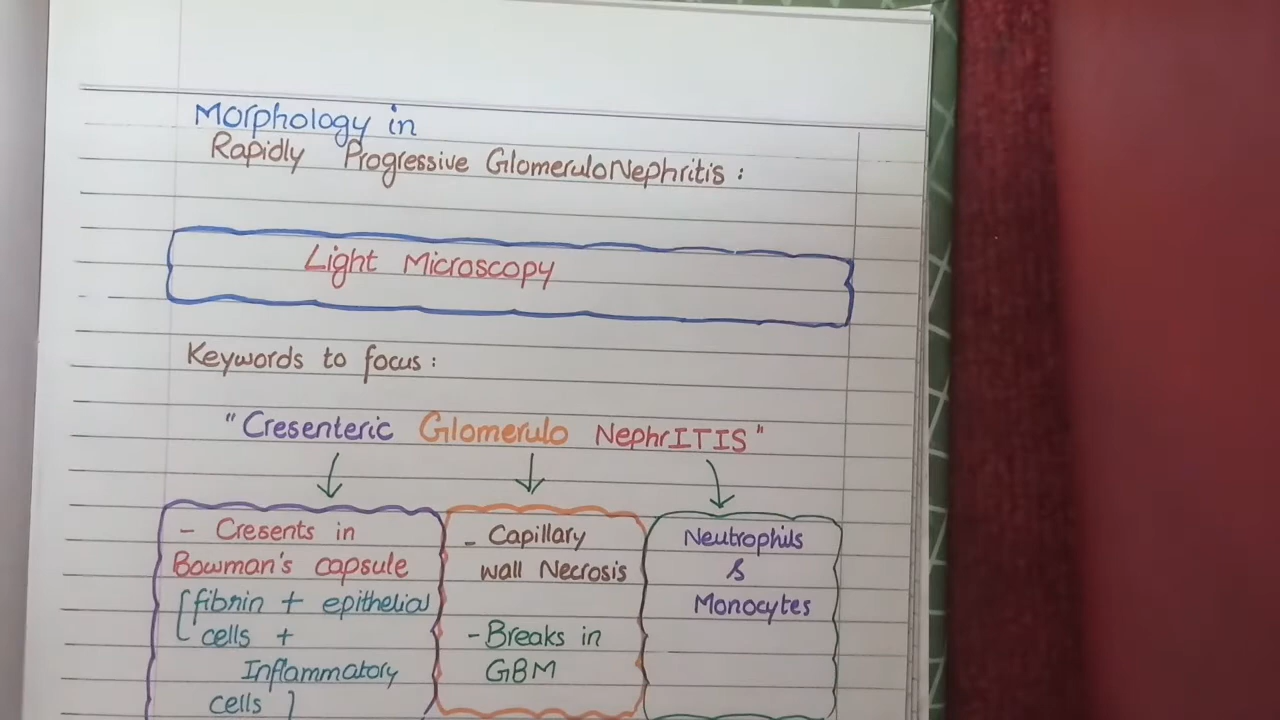 Morphology in
Rapidly Progressive GlomeruloNephritis :
Light Microscopy
Keywords to focus :
"Cresenteric Glomerulo NephrITIS"
- Cresents in
Bowman's capsule
[fibrin + epithelial
cells +
Inflammatory
cells ]
- Capillary
wall Necrosis
- Breaks in
GBM
Neutrophils
&
Monocytes